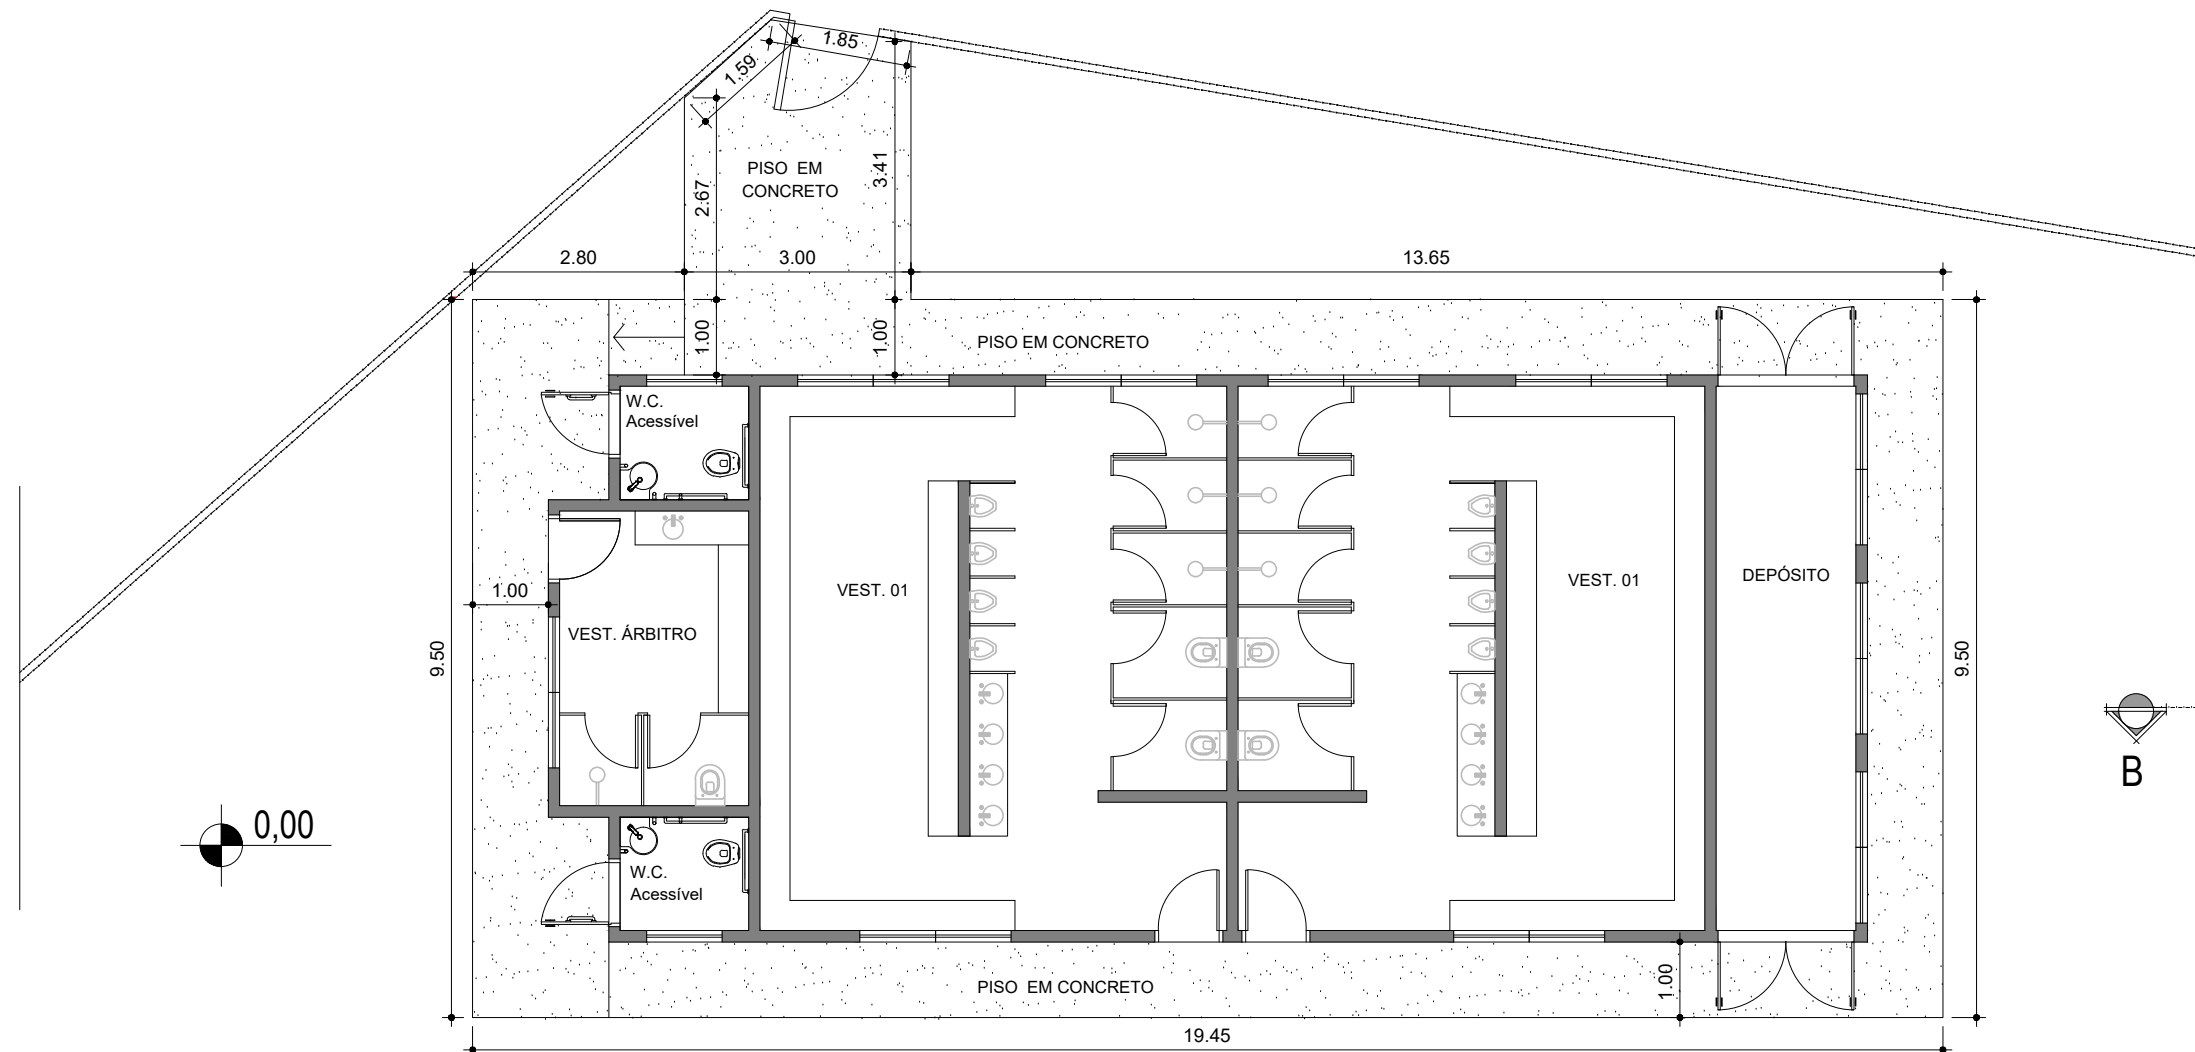 1.85
1.59
PISO EM
CONCRETO
3.41
2.67
2.80
3.00
13.65
1.00
1.00
PISO EM CONCRETO
W.C.
Acessível
1.00
VEST. 01
VEST. 01
DEPÓSITO
VEST. ÁRBITRO
9.50
9.50
B
0,00
W.C.
Acessível
PISO EM CONCRETO
1.00
19.45